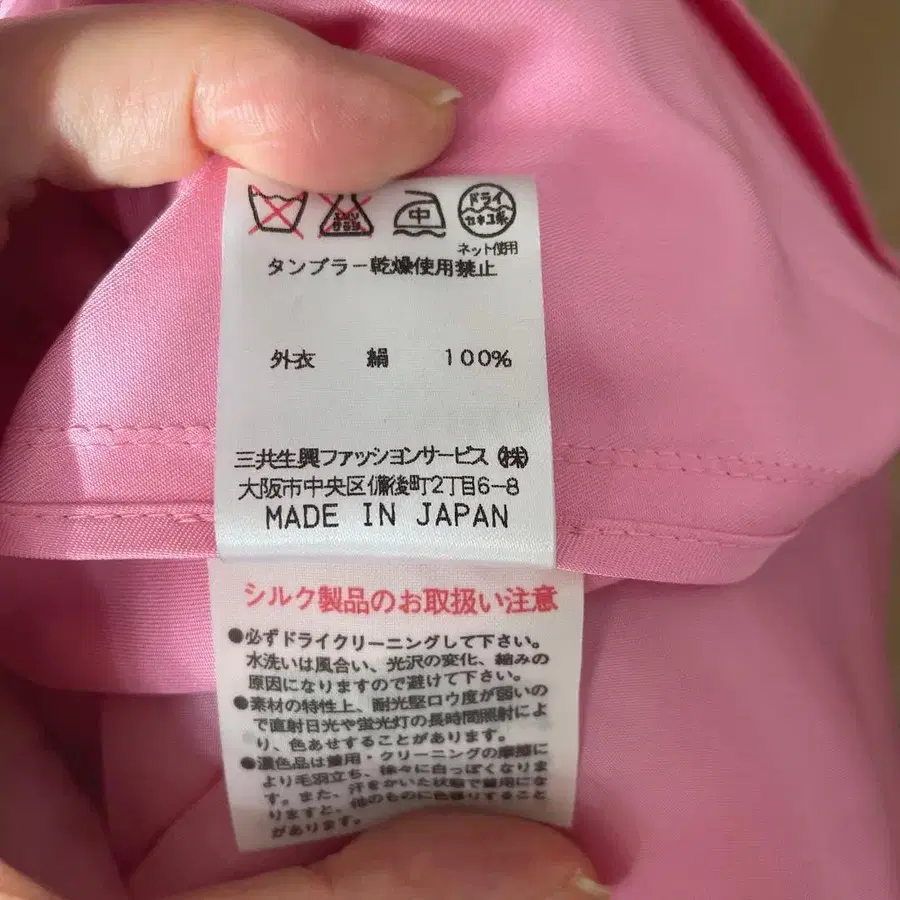 エンソ
サラシ
中
ドライ
セキユ系
ネット使用
タンブラー乾燥使用禁止
外衣 絹 100%
三共生興ファッションサービス ㈱
大阪市中央区備後町2丁目6-8
MADE IN JAPAN
シルク製品のお取扱い注意
●必ずドライクリーニングして下さい。
水洗いは風合い、光沢の変化、縮みの
原因になりますので避けて下さい。
●素材の特性上、耐光堅ロウ度が弱いの
で直射日光や蛍光灯の長時間照射によ
り、色あせすることがあります。
●濃色品は着用・クリーニングの摩擦に
より毛羽立ち、徐々に白っぽくなりま
す。また、汗をかいた状態で着用にな
りますと、他のものに色移りすること
があります。